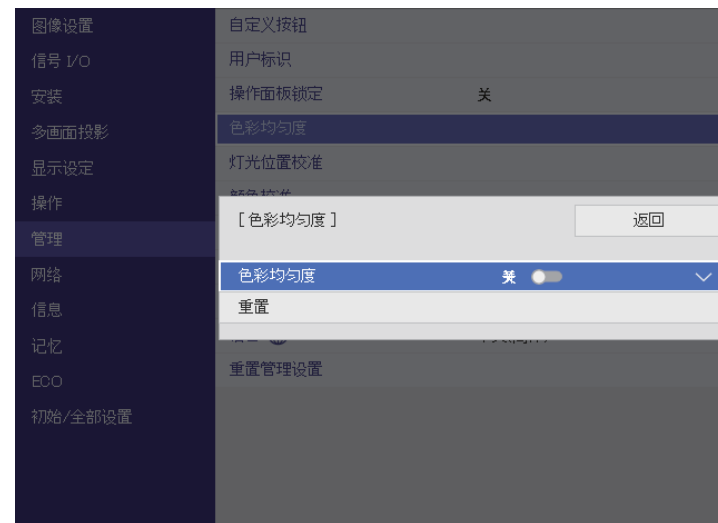 图像设置
信号 I/O
安装
多画面投影
显示设定
操作
管理
网络
信息
记忆
ECO
初始/全部设置
自定义按钮
用户标识
操作面板锁定 关
色彩均匀度
灯光位置校准
[色彩均匀度] 返回
色彩均匀度 关
重置
重置管理设置